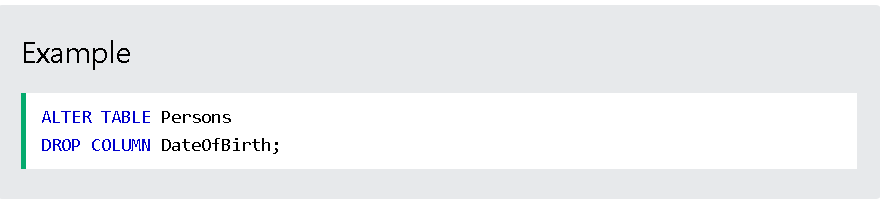 Example
ALTER TABLE Persons
DROP COLUMN DateOfBirth;